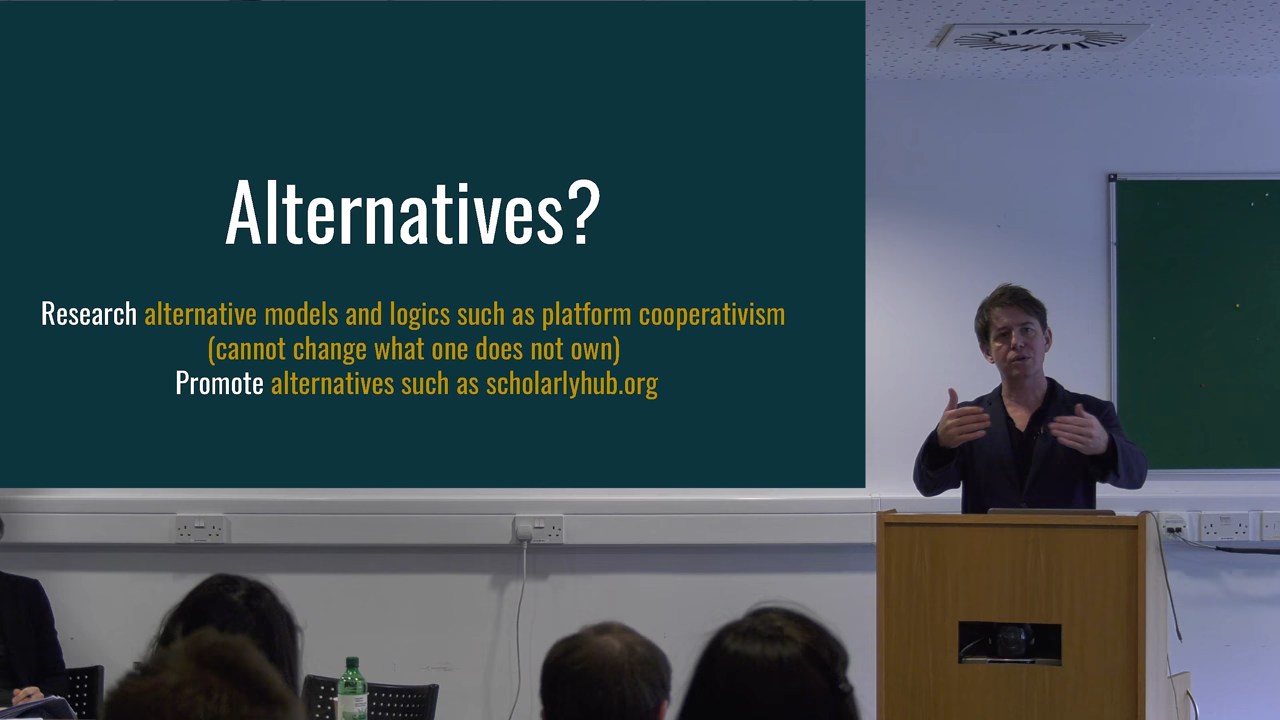 Alternatives?
Research alternative models and logics such as platform cooperativism
(cannot change what one does not own)
Promote alternatives such as scholarlyhub.org